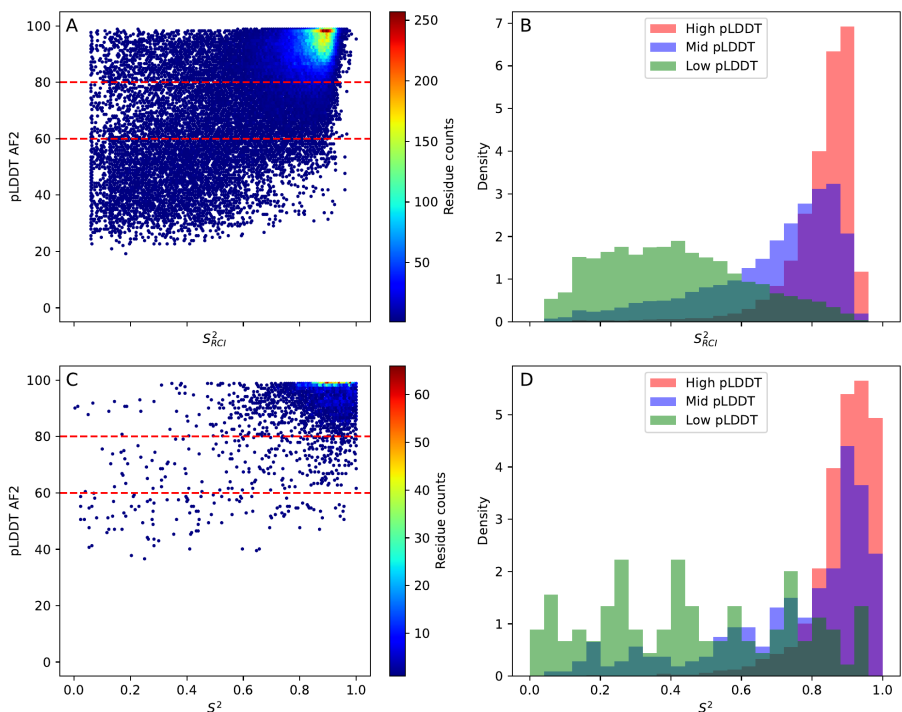 A
pLDDT AF2
100
80
60
40
20
0
S²RCI
250
200
150
100
50
Residue counts
B
Density
7
6
5
4
3
2
1
0
High pLDDT
Mid pLDDT
Low pLDDT
S²RCI
C
pLDDT AF2
100
80
60
40
20
0
0.0 0.2 0.4 0.6 0.8 1.0
S²
60
50
40
30
20
10
Residue counts
D
Density
5
4
3
2
1
0
High pLDDT
Mid pLDDT
Low pLDDT
0.0 0.2 0.4 0.6 0.8 1.0
S²